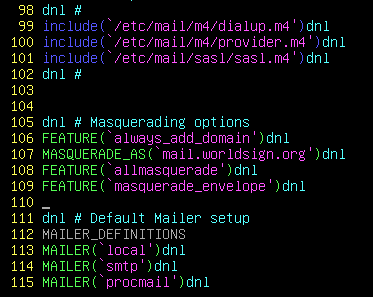 98 dnl #
99 include(`/etc/mail/m4/dialup.m4')dnl
100 include(`/etc/mail/m4/provider.m4')dnl
101 include(`/etc/mail/sasl/sasl.m4')dnl
102 dnl #
103
104
105 dnl # Masquerading options
106 FEATURE(`always_add_domain')dnl
107 MASQUERADE_AS(`mail.worldsign.org')dnl
108 FEATURE(`allmasquerade')dnl
109 FEATURE(`masquerade_envelope')dnl
110
111 dnl # Default Mailer setup
112 MAILER_DEFINITIONS
113 MAILER(`local')dnl
114 MAILER(`smtp')dnl
115 MAILER(`procmail')dnl